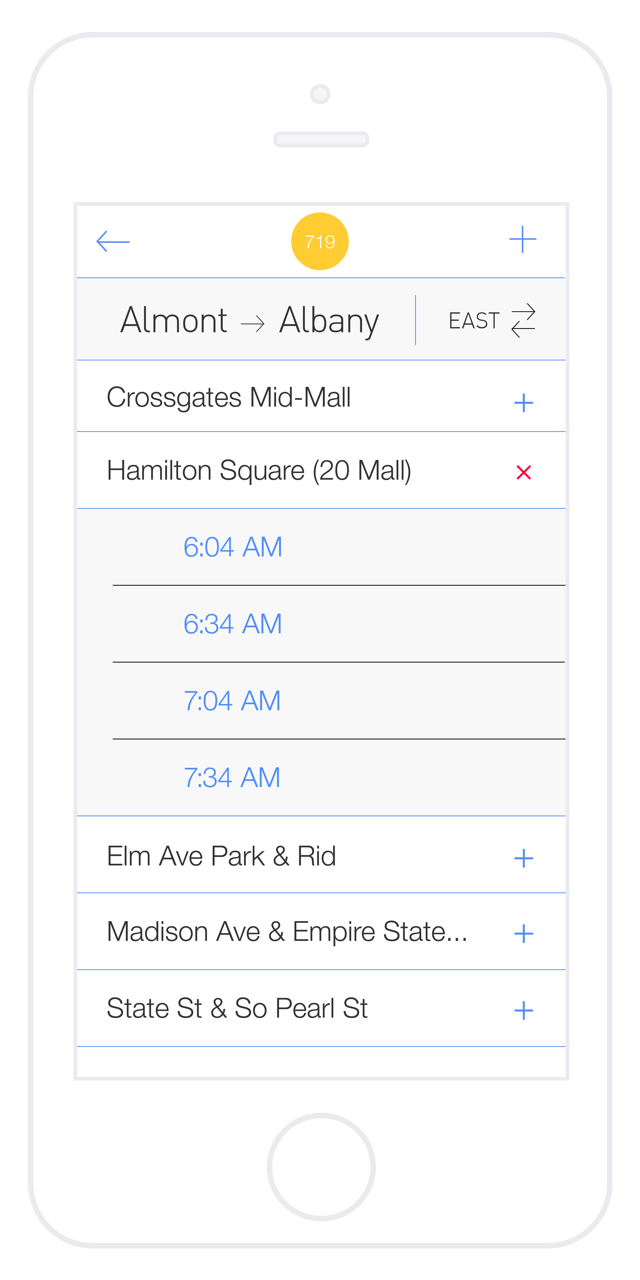 719
Almont → Albany EAST
Crossgates Mid-Mall
Hamilton Square (20 Mall)
6:04 AM
6:34 AM
7:04 AM
7:34 AM
Elm Ave Park & Rid
Madison Ave & Empire State...
State St & So Pearl St